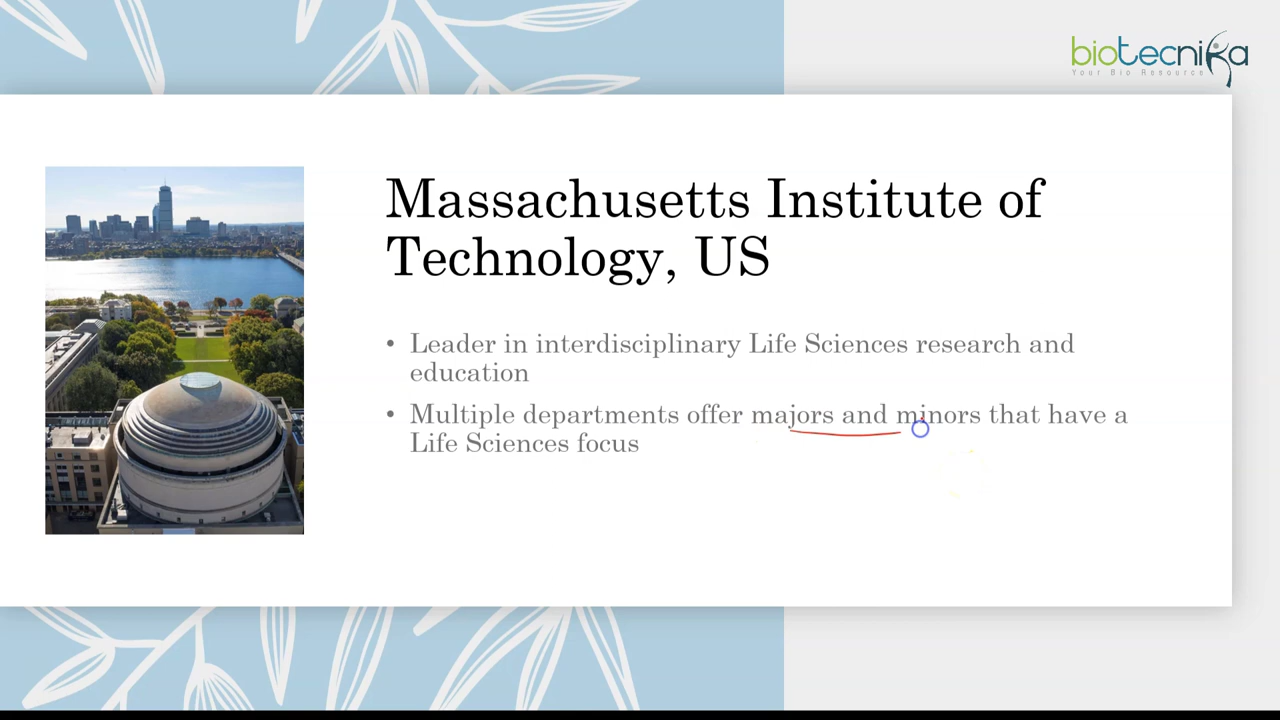 biotecnika
Your Bio Resource
Massachusetts Institute of
Technology, US
• Leader in interdisciplinary Life Sciences research and
education
• Multiple departments offer majors and minors that have a
Life Sciences focus